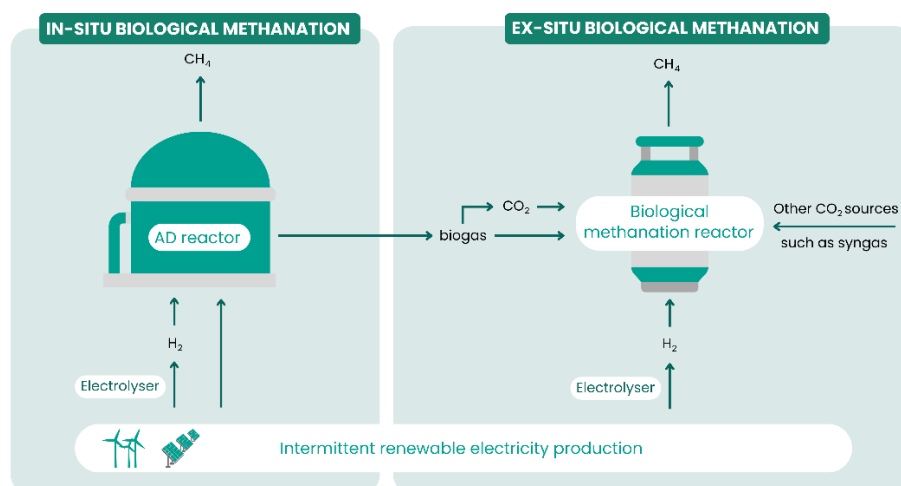 IN-SITU BIOLOGICAL METHANATION
CH₄
AD reactor
H₂
Electrolyser
EX-SITU BIOLOGICAL METHANATION
CH₄
CO₂
biogas
Biological
methanation reactor
Other CO₂ sources
such as syngas
H₂
Electrolyser
Intermittent renewable electricity production